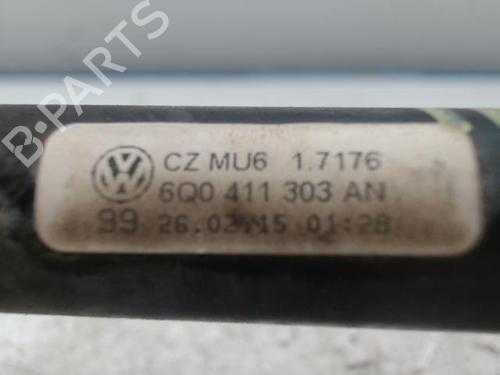 B-PARTS
CZ MU6 1.7176
6Q0 411 303 AN
99 26.02.15 01:28